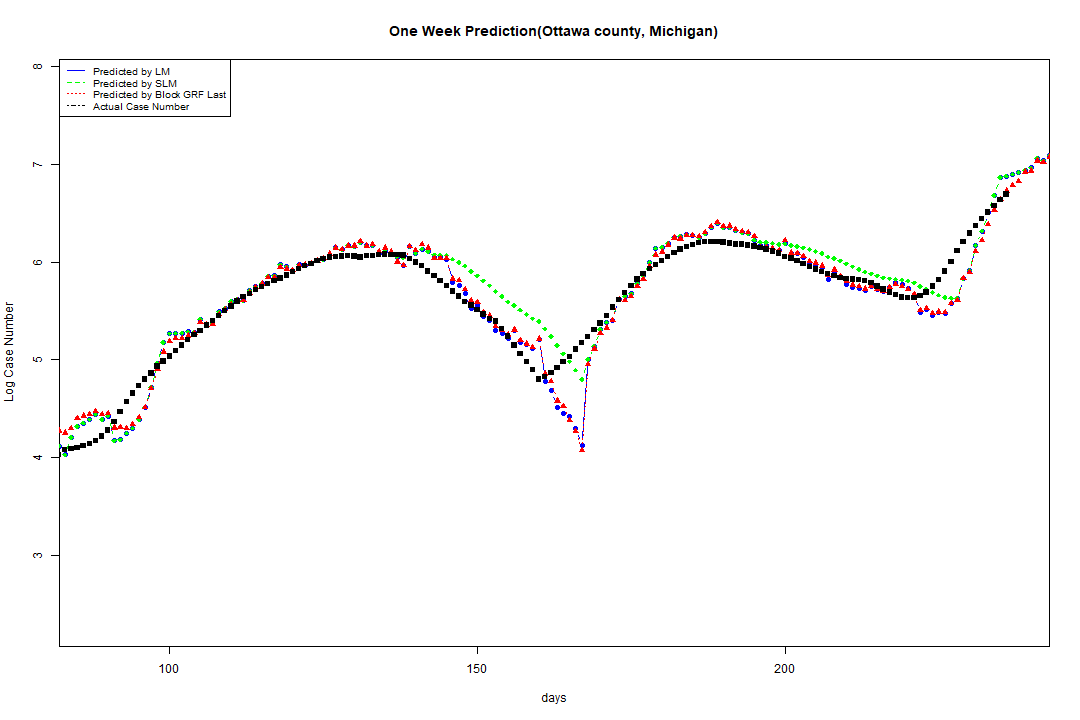 One Week Prediction(Ottawa county, Michigan)
Predicted by LM
Predicted by SLM
Predicted by Block GRF Last
Actual Case Number
8
7
6
5
4
3
Log Case Number
100 150 200
days